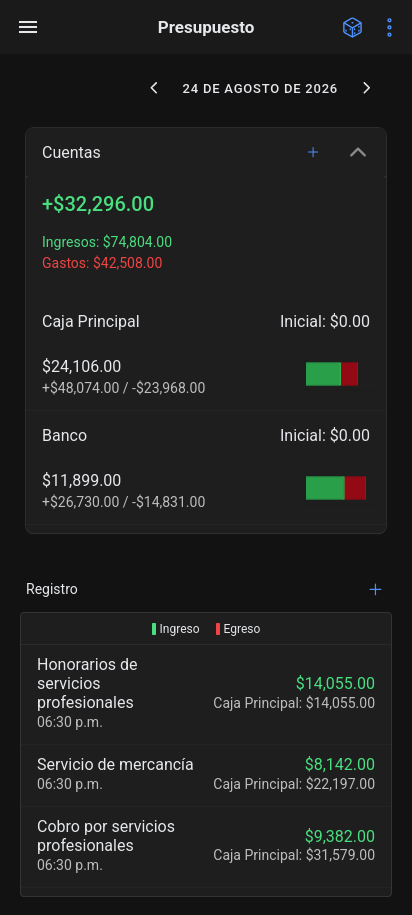 Presupuesto
24 DE AGOSTO DE 2026
Cuentas
+$32,296.00
Ingresos: $74,804.00
Gastos: $42,508.00
Caja Principal Inicial: $0.00
$24,106.00
+$48,074.00 / -$23,968.00
Banco Inicial: $0.00
$11,899.00
+$26,730.00 / -$14,831.00
Registro
Ingreso Egreso
Honorarios de
servicios
profesionales
06:30 p.m.
$14,055.00
Caja Principal: $14,055.00
Servicio de mercancía
06:30 p.m.
$8,142.00
Caja Principal: $22,197.00
Cobro por servicios
profesionales
06:30 p.m.
$9,382.00
Caja Principal: $31,579.00